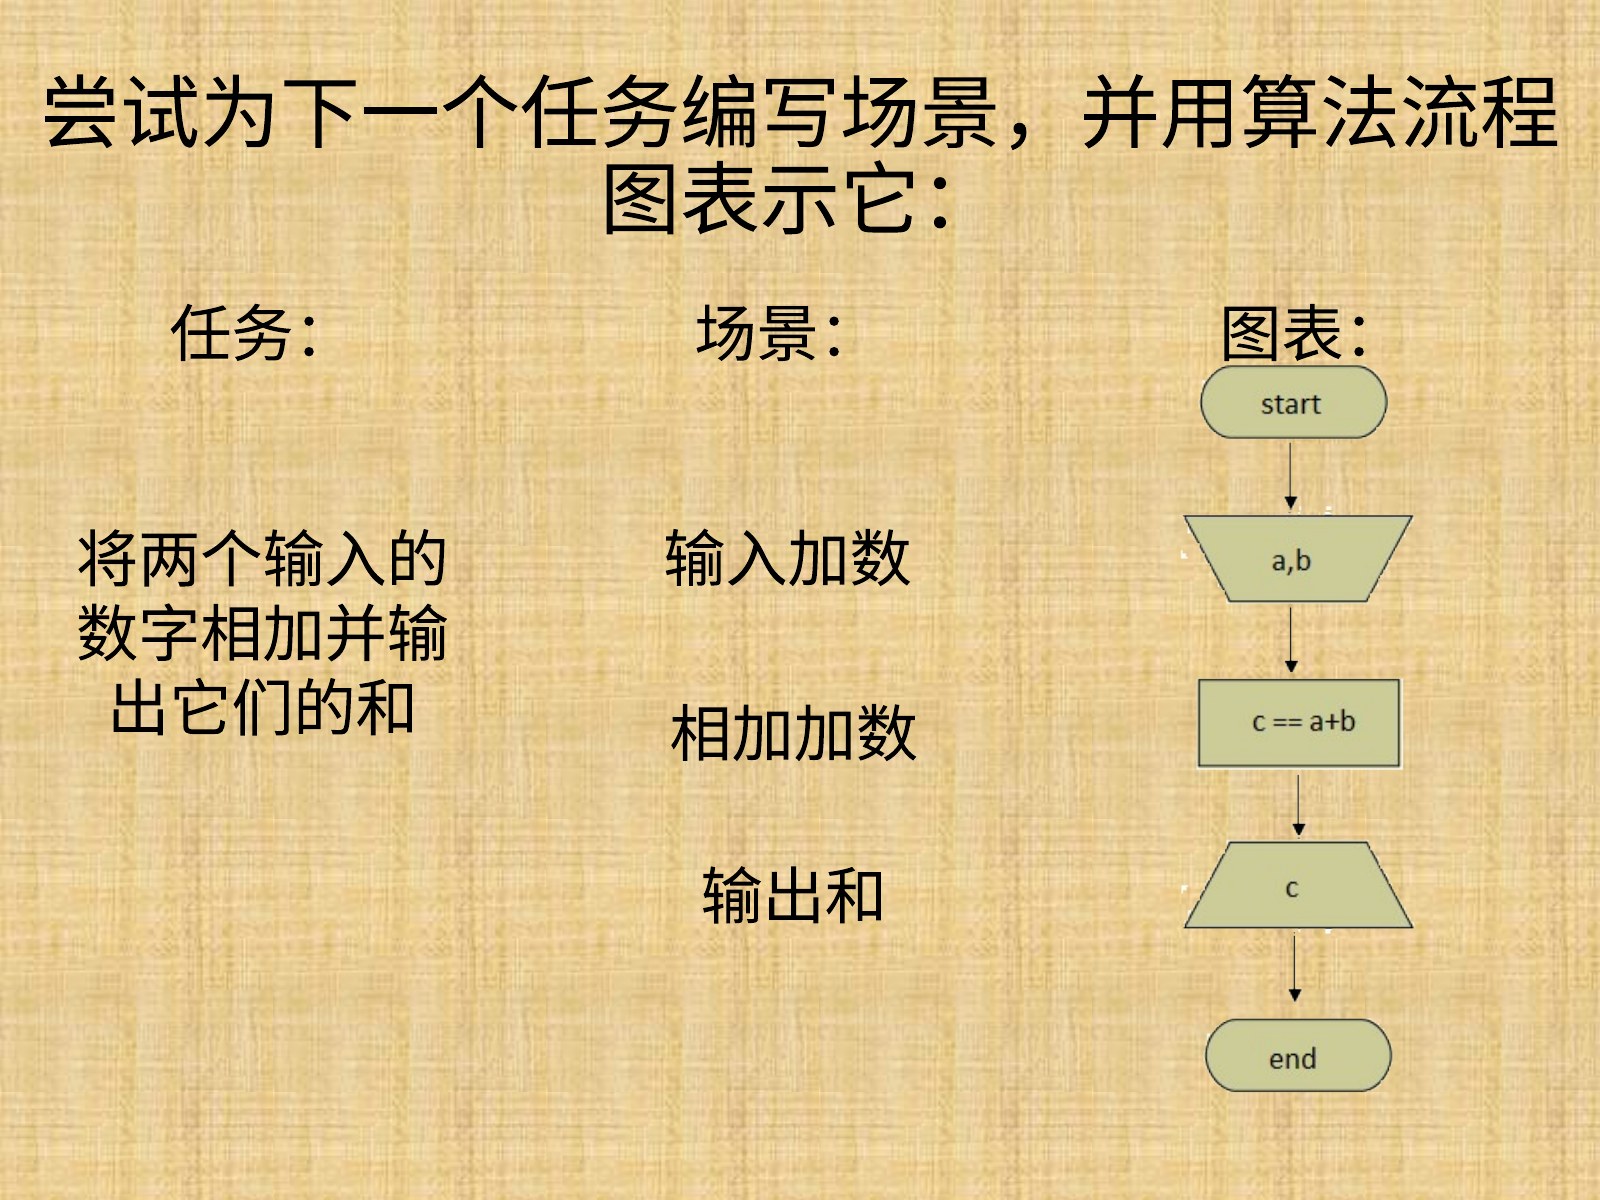 尝试为下一个任务编写场景，并用算法流程
图表示它：
任务：
场景：
图表：
将两个输入的
数字相加并输
出它们的和
输入加数
相加加数
输出和
start
a,b
c == a+b
c
end